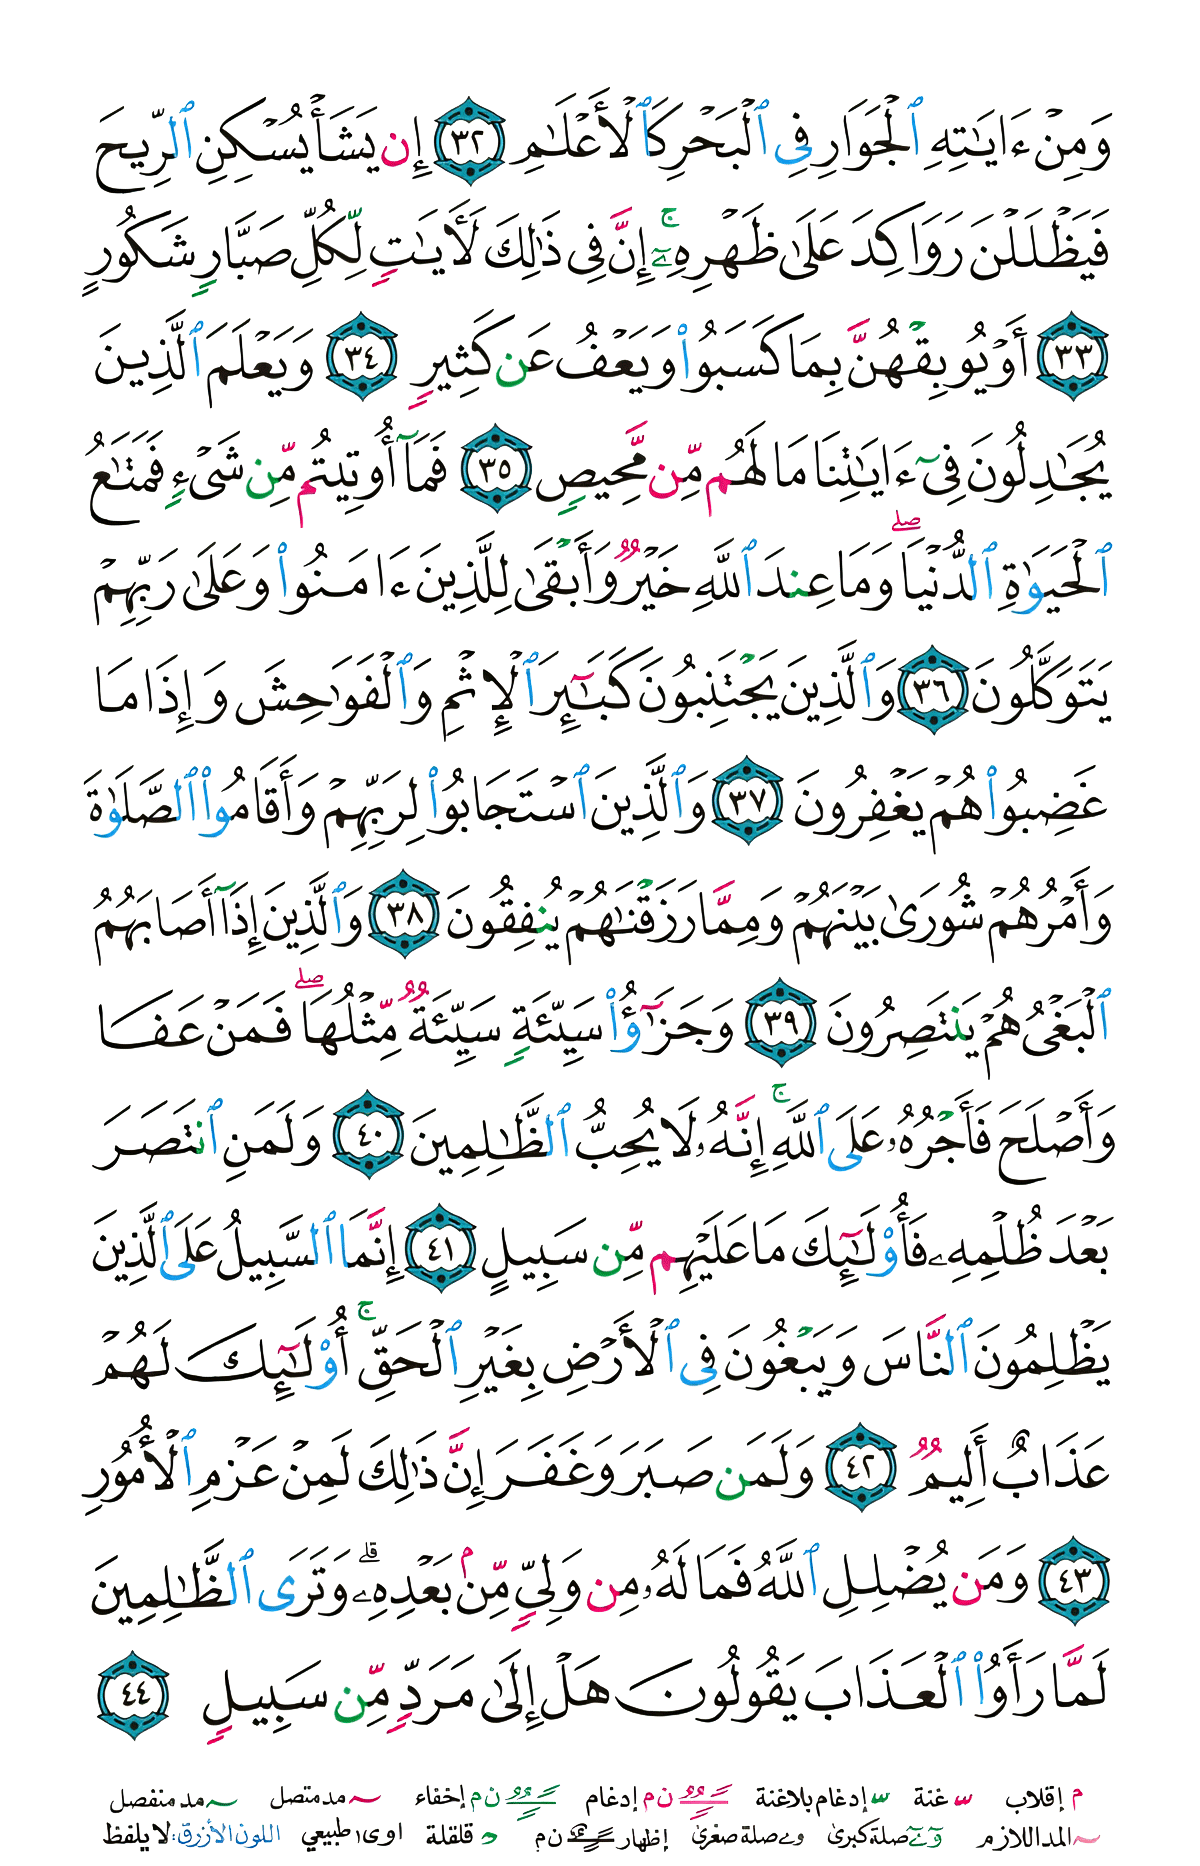 وَمِنْ ءَايَـٰتِهِ ٱلْجَوَارِ فِى ٱلْبَحْرِ كَٱلْأَعْلَـٰمِ ٣٢ إِن يَشَأْ يُسْكِنِ ٱلرِّيحَ
فَيَظْلَلْنَ رَوَاكِدَ عَلَىٰ ظَهْرِهِۦٓ ۚ إِنَّ فِى ذَٰلِكَ لَـَٔايَـٰتٍ لِّكُلِّ صَبَّارٍ شَكُورٍ
٣٣ أَوْ يُوبِقْهُنَّ بِمَا كَسَبُوا۟ وَيَعْفُ عَن كَثِيرٍ ٣٤ وَيَعْلَمَ ٱلَّذِينَ
يُجَـٰدِلُونَ فِىٓ ءَايَـٰتِنَا مَا لَهُم مِّن مَّحِيصٍ ٣٥ فَمَآ أُوتِيتُم مِّن شَىْءٍ فَمَتَـٰعُ
ٱلْحَيَوٰةِ ٱلدُّنْيَا ۖ وَمَا عِندَ ٱللَّهِ خَيْرٌ وَأَبْقَىٰ لِلَّذِينَ ءَامَنُوا۟ وَعَلَىٰ رَبِّهِمْ
يَتَوَكَّلُونَ ٣٦ وَٱلَّذِينَ يَجْتَنِبُونَ كَبَـٰٓئِرَ ٱلْإِثْمِ وَٱلْفَوَٰحِشَ وَإِذَا مَا
غَضِبُوا۟ هُمْ يَغْفِرُونَ ٣٧ وَٱلَّذِينَ ٱسْتَجَابُوا۟ لِرَبِّهِمْ وَأَقَامُوا۟ ٱلصَّلَوٰةَ
وَأَمْرُهُمْ شُورَىٰ بَيْنَهُمْ وَمِمَّا رَزَقْنَـٰهُمْ يُنفِقُونَ ٣٨ وَٱلَّذِينَ إِذَآ أَصَابَهُمُ
ٱلْبَغْىُ هُمْ يَنتَصِرُونَ ٣٩ وَجَزَٰٓؤُا۟ سَيِّئَةٍ سَيِّئَةٌ مِّثْلُهَا ۖ فَمَنْ عَفَا
وَأَصْلَحَ فَأَجْرُهُۥ عَلَى ٱللَّهِ ۚ إِنَّهُۥ لَا يُحِبُّ ٱلظَّـٰلِمِينَ ٤٠ وَلَمَنِ ٱنتَصَرَ
بَعْدَ ظُلْمِهِۦ فَأُو۟لَـٰٓئِكَ مَا عَلَيْهِم مِّن سَبِيلٍ ٤١ إِنَّمَا ٱلسَّبِيلُ عَلَى ٱلَّذِينَ
يَظْلِمُونَ ٱلنَّاسَ وَيَبْغُونَ فِى ٱلْأَرْضِ بِغَيْرِ ٱلْحَقِّ ۚ أُو۟لَـٰٓئِكَ لَهُمْ
عَذَابٌ أَلِيمٌ ٤٢ وَلَمَن صَبَرَ وَغَفَرَ إِنَّ ذَٰلِكَ لَمِنْ عَزْمِ ٱلْأُمُورِ
٤٣ وَمَن يُضْلِلِ ٱللَّهُ فَمَا لَهُۥ مِن وَلِىٍّ مِّنۢ بَعْدِهِۦ ۗ وَتَرَى ٱلظَّـٰلِمِينَ
لَمَّا رَأَوُا۟ ٱلْعَذَابَ يَقُولُونَ هَلْ إِلَىٰ مَرَدٍّ مِّن سَبِيلٍ ٤٤
م إقلاب ـّ غنة ـّ إدغام بلاغنة ن م إدغام ن م إخفاء ~ مد متصل ~ مد منفصل
~ المد اللازم و ے صلة كبرى و ے صلة صغرى إظهار ن م قلقلة اوى طبيعي اللون الأزرق: لا يلفظ